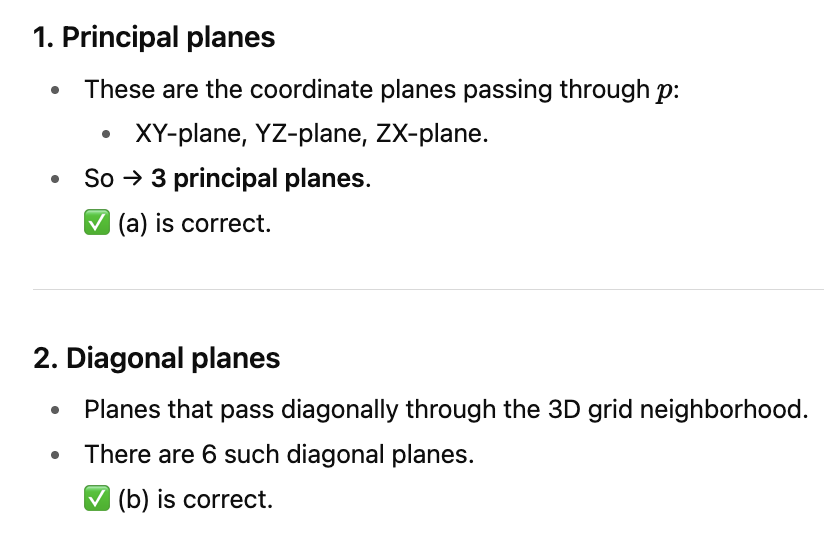 1. Principal planes
• These are the coordinate planes passing through p:
• XY-plane, YZ-plane, ZX-plane.
• So → 3 principal planes.
✅ (a) is correct.
2. Diagonal planes
• Planes that pass diagonally through the 3D grid neighborhood.
• There are 6 such diagonal planes.
✅ (b) is correct.